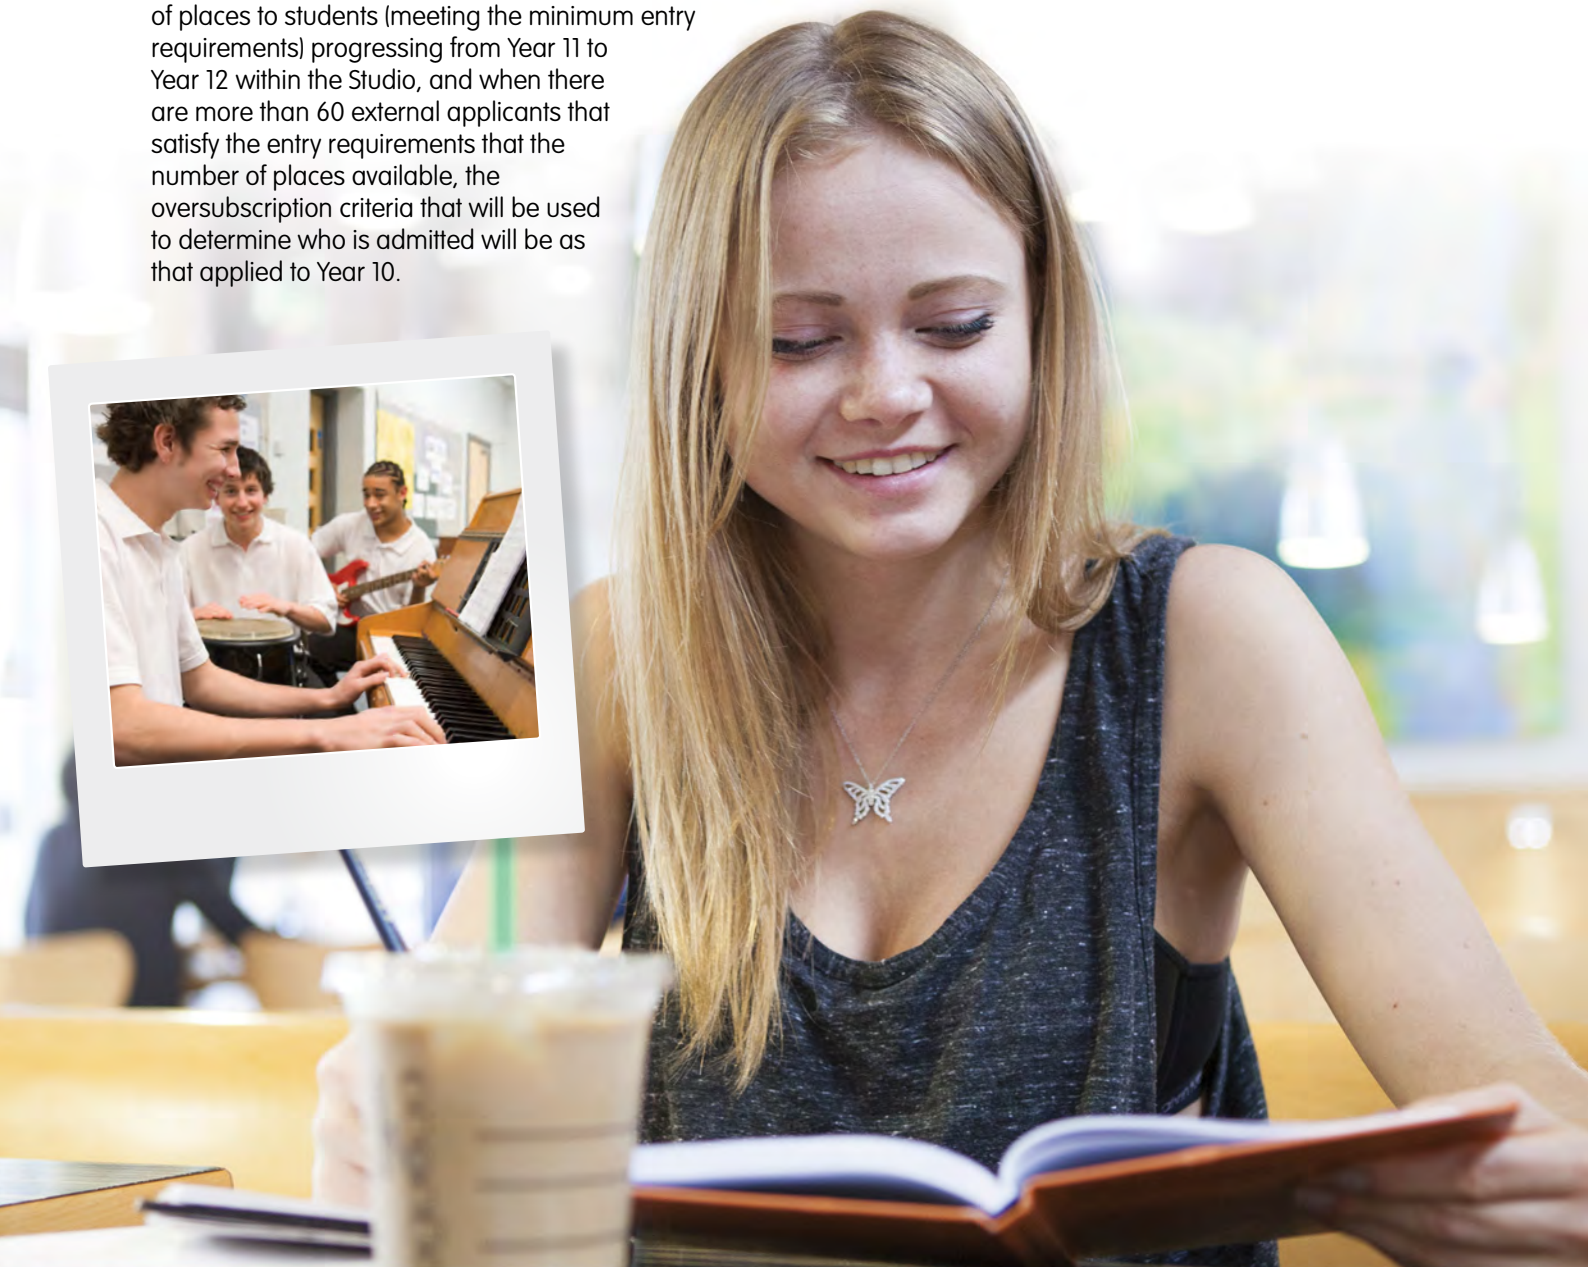 of places to students (meeting the minimum entry
requirements) progressing from Year 11 to
Year 12 within the Studio, and when there
are more than 60 external applicants that
satisfy the entry requirements that the
number of places available, the
oversubscription criteria that will be used
to determine who is admitted will be as
that applied to Year 10.